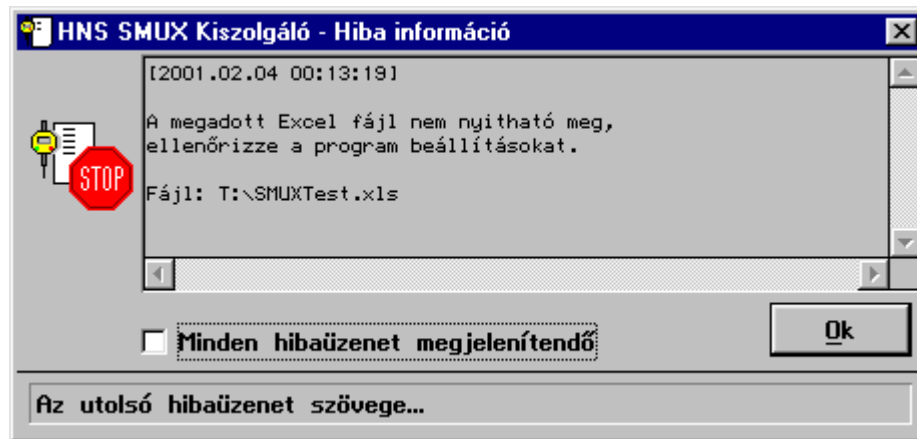 HNS SMUX Kiszolgáló - Hiba információ
[2001.02.04 00:13:19]
A megadott Excel fájl nem nyitható meg,
ellenőrizze a program beállításokat.
STOP
Fájl: T:\SMUXTest.xls
Minden hibaüzenet megjelenítendő
Ok
Az utolsó hibaüzenet szövege...